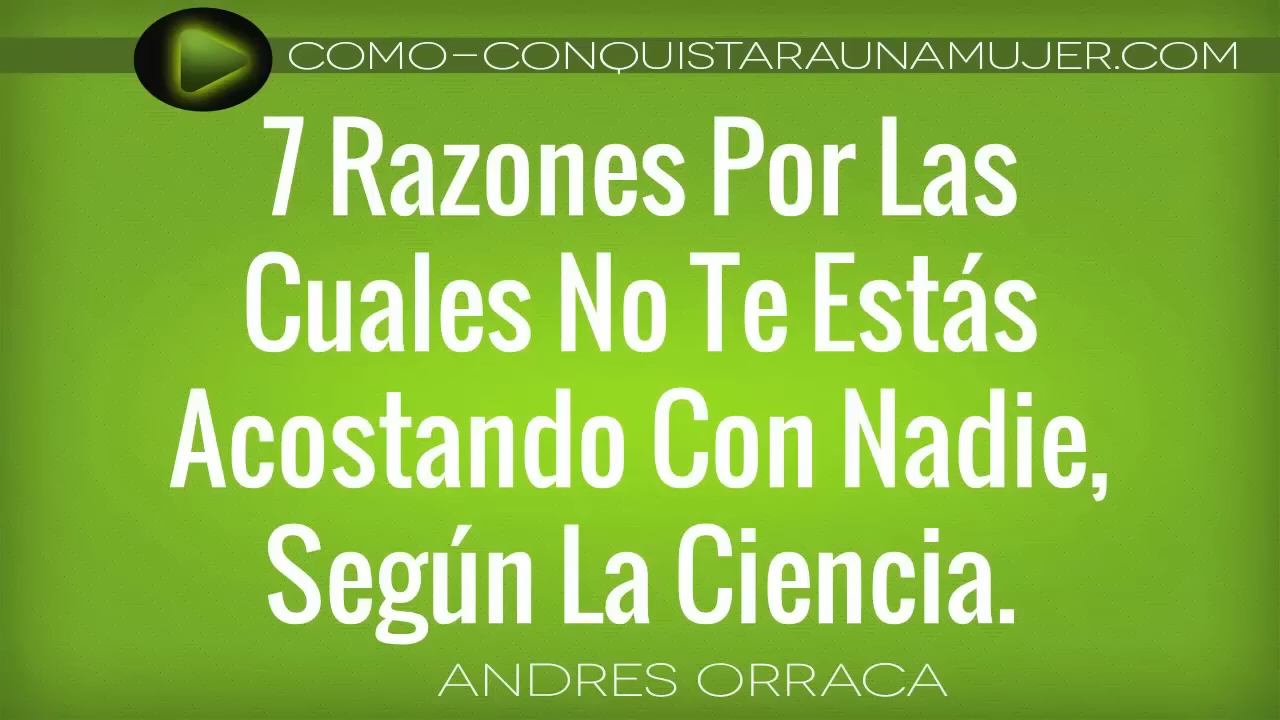 COMO-CONQUISTARAUNAMUJER.COM
7 Razones Por Las
Cuales No Te Estás
Acostando Con Nadie,
Según La Ciencia.
ANDRES ORRACA